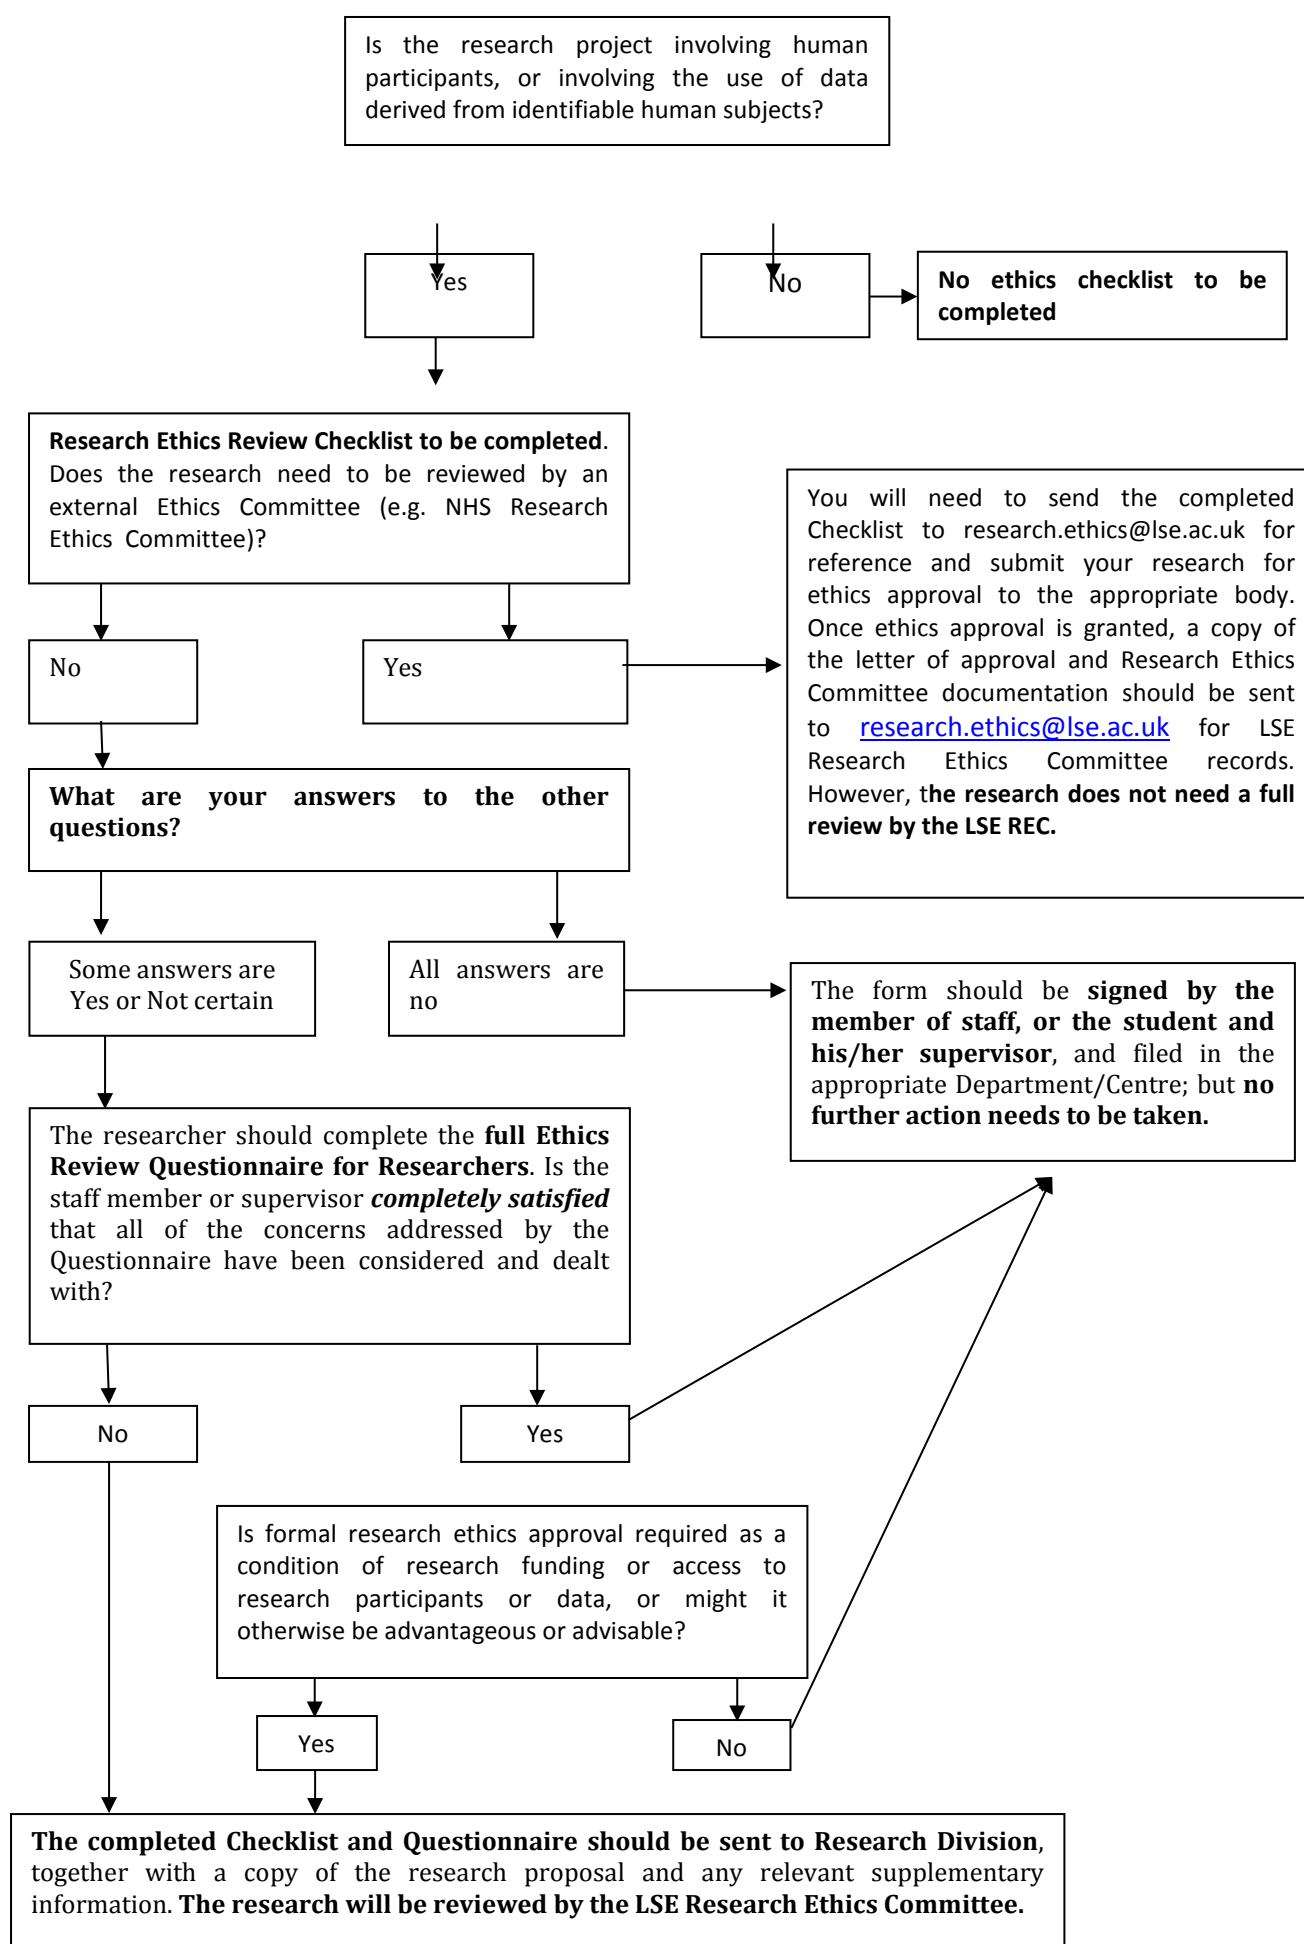 Is the research project involving human
participants, or involving the use of data
derived from identifiable human subjects?
Yes
No
No ethics checklist to be
completed
Research Ethics Review Checklist to be completed.
Does the research need to be reviewed by an
external Ethics Committee (e.g. NHS Research
Ethics Committee)?
You will need to send the completed
Checklist to research.ethics@lse.ac.uk for
reference and submit your research for
ethics approval to the appropriate body.
Once ethics approval is granted, a copy of
the letter of approval and Research Ethics
Committee documentation should be sent
to research.ethics@lse.ac.uk for LSE
Research Ethics Committee records.
However, the research does not need a full
review by the LSE REC.
No
Yes
What are your answers to the other
questions?
Some answers are
Yes or Not certain
All answers are
no
The form should be signed by the
member of staff, or the student and
his/her supervisor, and filed in the
appropriate Department/Centre; but no
further action needs to be taken.
The researcher should complete the full Ethics
Review Questionnaire for Researchers. Is the
staff member or supervisor completely satisfied
that all of the concerns addressed by the
Questionnaire have been considered and dealt
with?
No
Yes
Is formal research ethics approval required as a
condition of research funding or access to
research participants or data, or might it
otherwise be advantageous or advisable?
Yes
No
The completed Checklist and Questionnaire should be sent to Research Division,
together with a copy of the research proposal and any relevant supplementary
information. The research will be reviewed by the LSE Research Ethics Committee.